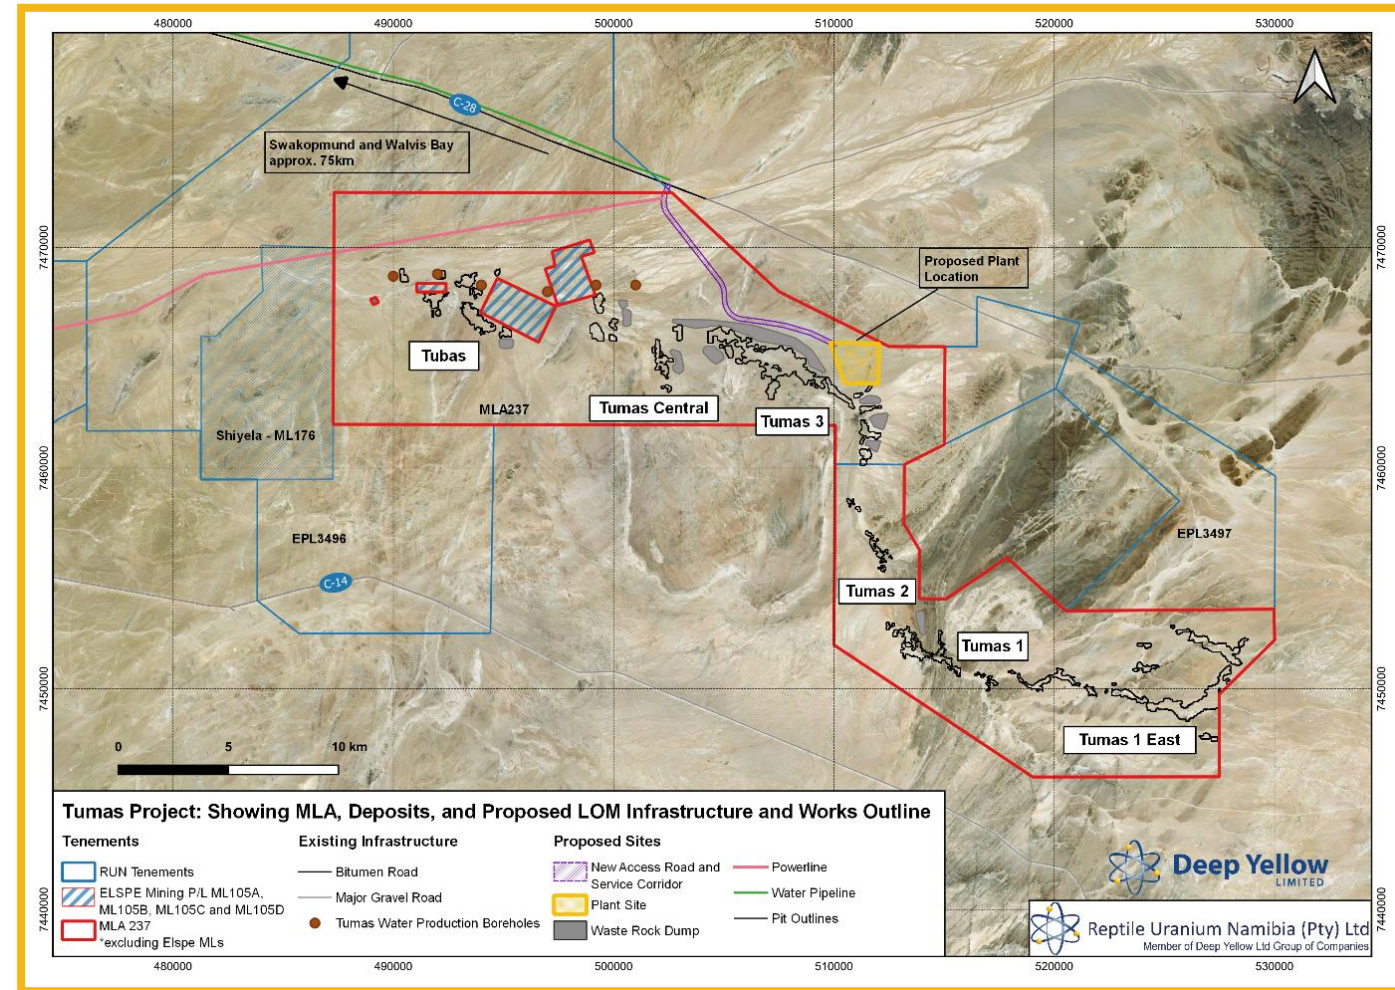 480000
490000
500000
510000
520000
530000
C-28
Swakopmund and Walvis Bay
approx. 75km
7470000
7470000
Proposed Plant
Location
Tubas
MLA237
Tumas Central
Tumas 3
Shiyela - ML176
7460000
7460000
EPL3496
EPL3497
C-14
Tumas 2
Tumas 1
7450000
7450000
Tumas 1 East
0 5 10 km
Tumas Project: Showing MLA, Deposits, and Proposed LOM Infrastructure and Works Outline
Tenements
RUN Tenements
ELSPE Mining P/L ML105A,
ML105B, ML105C and ML105D
MLA 237
*excluding Elspe MLs
Existing Infrastructure
Bitumen Road
Major Gravel Road
Tumas Water Production Boreholes
Proposed Sites
New Access Road and
Service Corridor
Plant Site
Waste Rock Dump
Powerline
Water Pipeline
Pit Outlines
Deep Yellow
LIMITED
7440000
7440000
Reptile Uranium Namibia (Pty) Ltd
Member of Deep Yellow Ltd Group of Companies
480000
490000
500000
510000
520000
530000